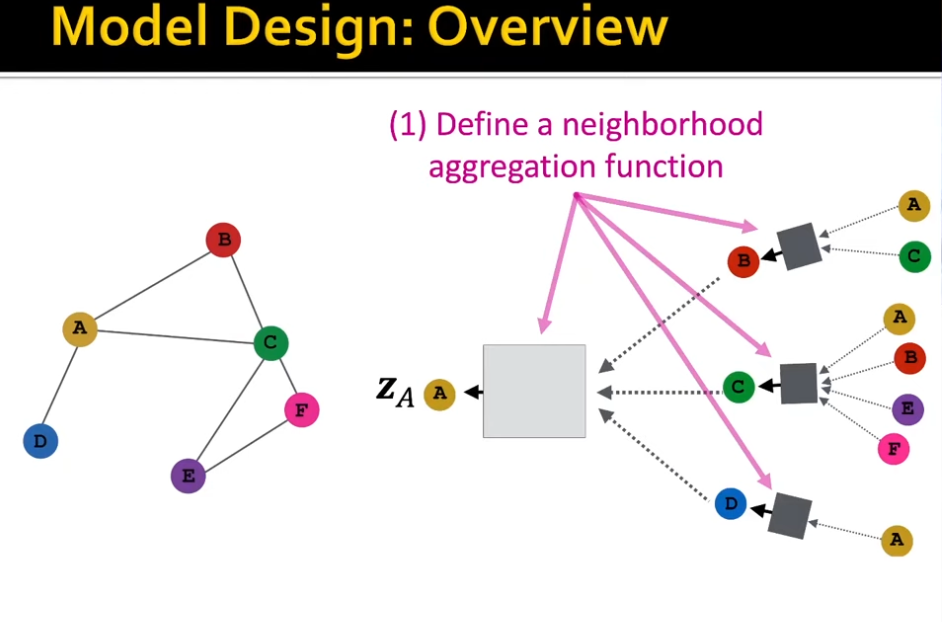 Model Design: Overview
(1) Define a neighborhood
aggregation function
B
A
C
F
D
E
z_A
A
B
C
D
A
C
A
B
E
F
A